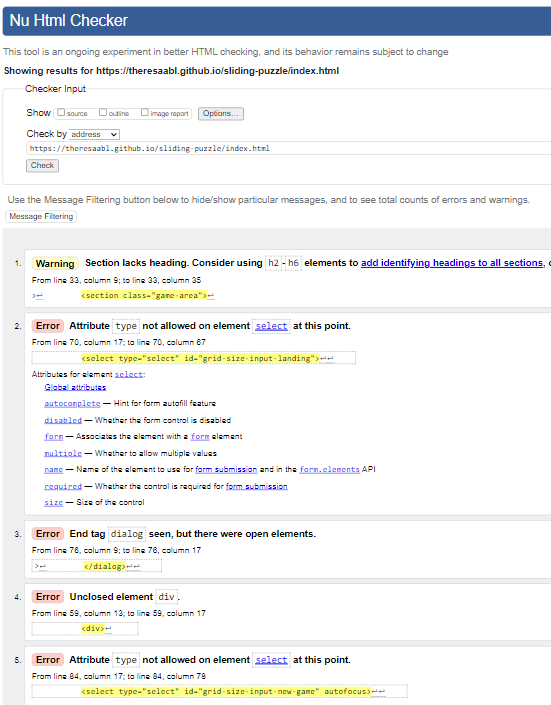 Nu Html Checker
This tool is an ongoing experiment in better HTML checking, and its behavior remains subject to change
Showing results for https://theresaabl.github.io/sliding-puzzle/index.html
Checker Input
Show source outline image report Options...
Check by address
https://theresaabl.github.io/sliding-puzzle/index.html
Check
Use the Message Filtering button below to hide/show particular messages, and to see total counts of errors and warnings.
Message Filtering
1. Warning Section lacks heading. Consider using h2-h6 elements to add identifying headings to all sections,
From line 33, column 9; to line 33, column 35
>↩ <section class="game-area">↩
2. Error Attribute type not allowed on element select at this point.
From line 70, column 17; to line 70, column 67
<select type="select" id="grid-size-input-landing">↩↩
Attributes for element select:
Global attributes
autocomplete — Hint for form autofill feature
disabled — Whether the form control is disabled
form — Associates the element with a form element
multiple — Whether to allow multiple values
name — Name of the element to use for form submission and in the form.elements API
required — Whether the control is required for form submission
size — Size of the control
3. Error End tag dialog seen, but there were open elements.
From line 76, column 9; to line 76, column 17
>↩ </dialog>↩↩
4. Error Unclosed element div.
From line 59, column 13; to line 59, column 17
<div>↩
5. Error Attribute type not allowed on element select at this point.
From line 84, column 17; to line 84, column 78
<select type="select" id="grid-size-input-new-game" autofocus>↩↩